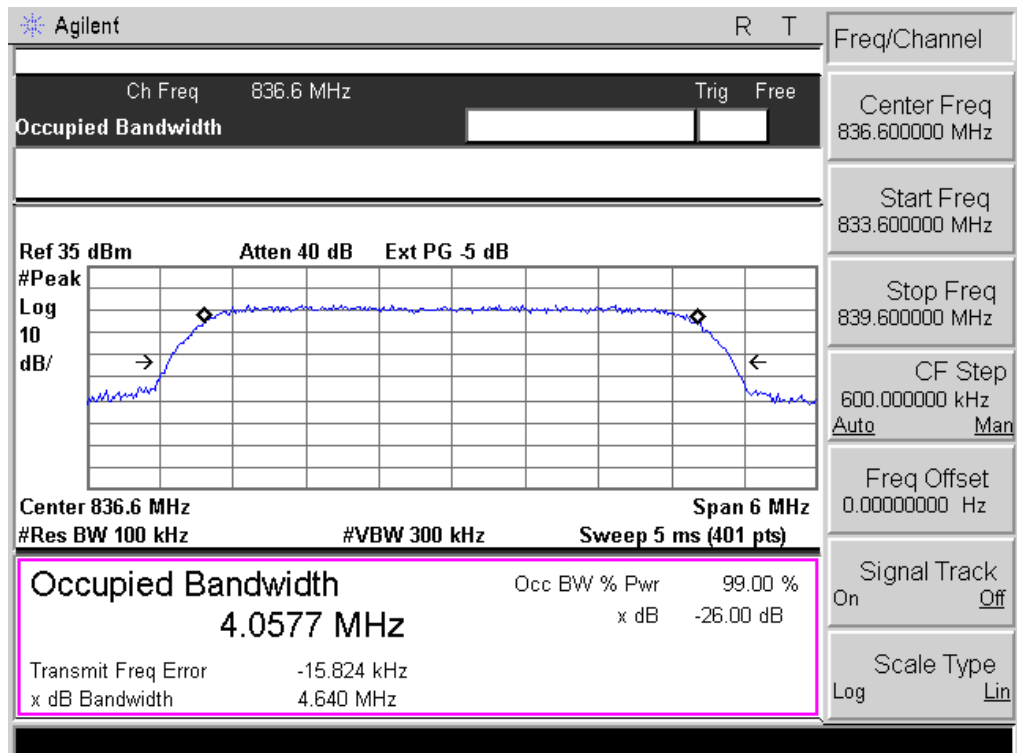 Agilent R T
Ch Freq 836.6 MHz Trig Free
Occupied Bandwidth
Ref 35 dBm Atten 40 dB Ext PG -5 dB
#Peak
Log
10
dB/
Center 836.6 MHz Span 6 MHz
#Res BW 100 kHz #VBW 300 kHz Sweep 5 ms (401 pts)
Occupied Bandwidth Occ BW % Pwr 99.00 %
4.0577 MHz x dB -26.00 dB
Transmit Freq Error -15.824 kHz
x dB Bandwidth 4.640 MHz
Freq/Channel
Center Freq
836.600000 MHz
Start Freq
833.600000 MHz
Stop Freq
839.600000 MHz
CF Step
600.000000 kHz
Auto Man
Freq Offset
0.00000000 Hz
Signal Track
On Off
Scale Type
Log Lin